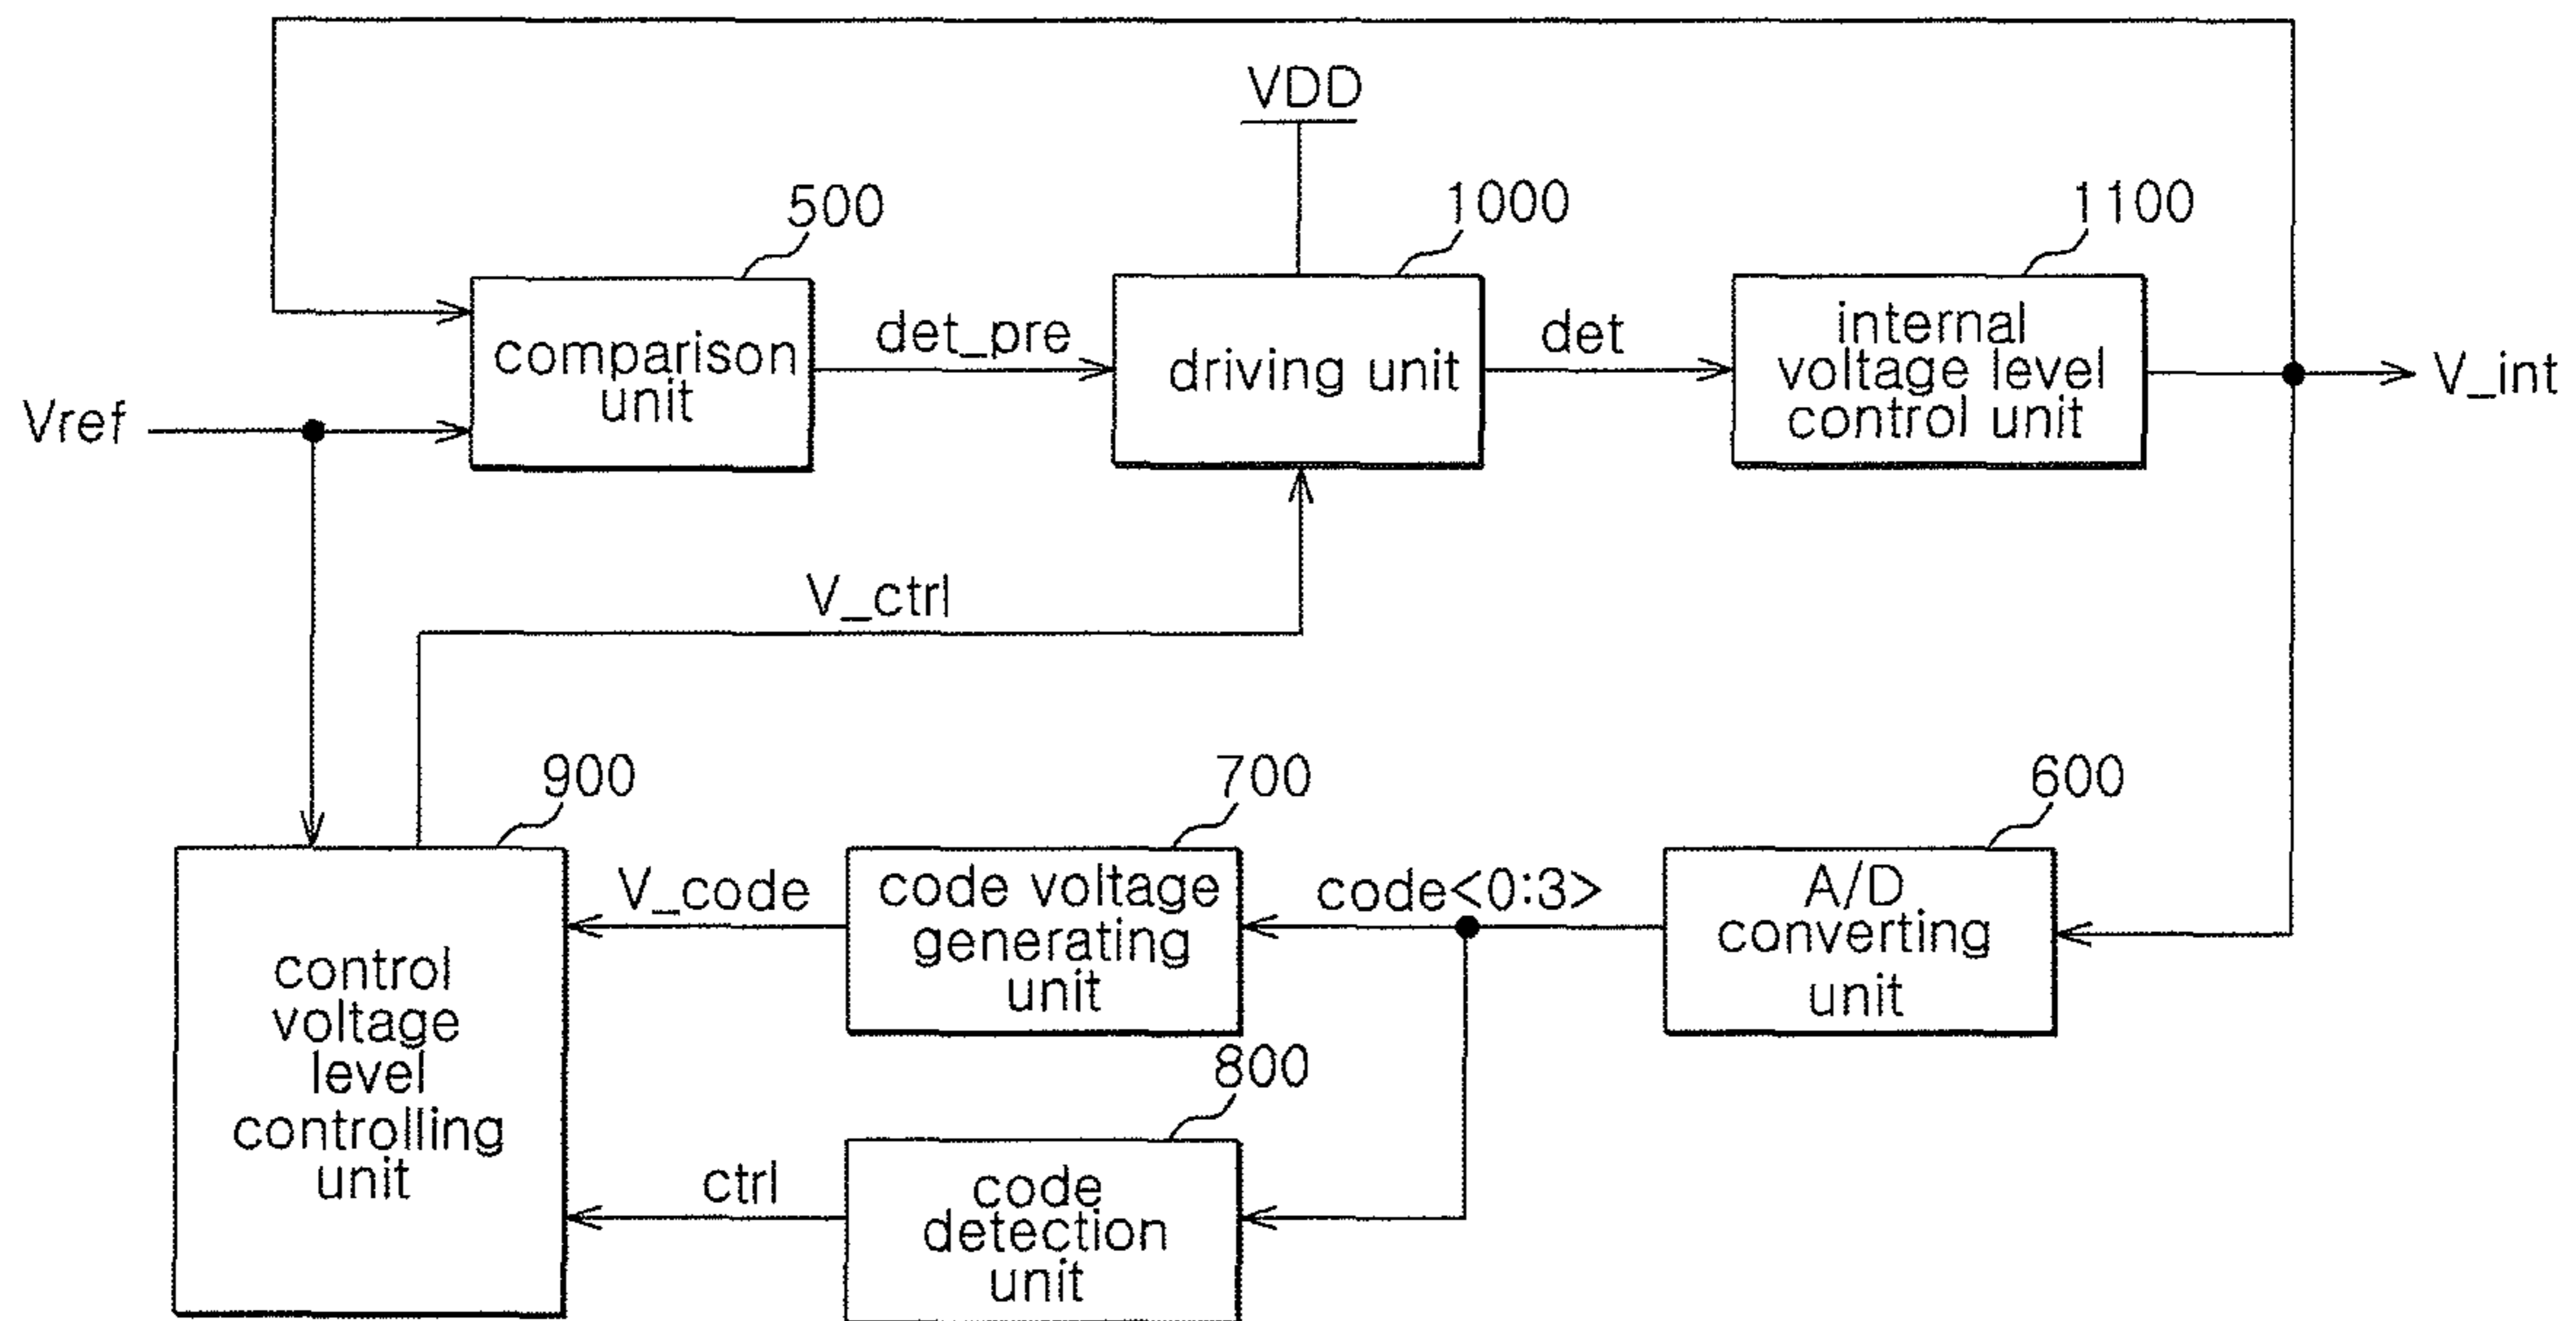 VDD
500
1000
1100
comparison
unit
det_pre
driving unit
det
internal
voltage level
control unit
V_int
Vref
V_ctrl
900
700
600
control
voltage
level
controlling
unit
V_code
code voltage
generating
unit
code<0:3>
A/D
converting
unit
800
ctrl
code
detection
unit